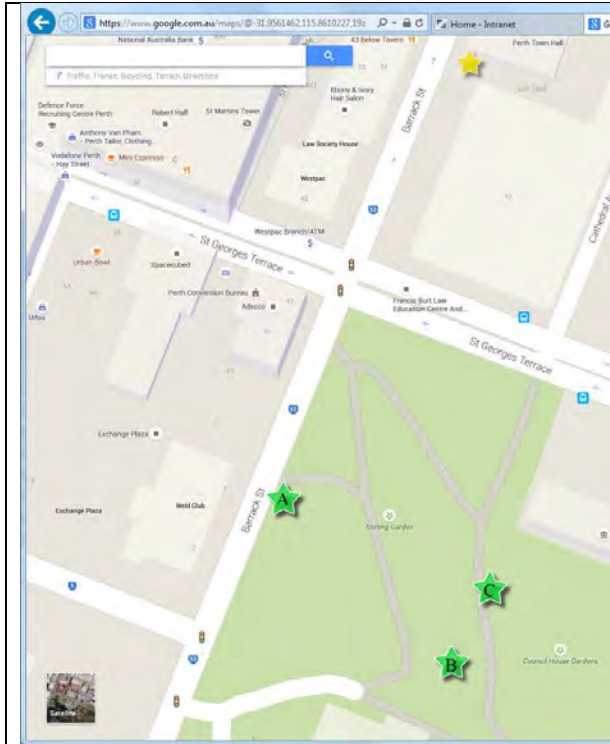 https://www.google.com.au/maps/@-31.9561462,115.8610227,19z
Home - Intranet
G
National Australia Bank
43 Below Tavern
Perth Town Hall
Traffic, Transit, Bicycling, Terrain, Directions
Ebony & Ivory
Hair Salon
Barrack St
Defence Force
Recruiting Centre Perth
Robert Hall
St Martins Tower
Anthony Van Pham
- Perth Tailor, Clothing...
Law Society House
Vodafone Perth
- Hay Street
Mini Espresso
Westpac
Cathedral A
Westpac Branch/ATM
St Georges Terrace
Urban Bowl
Spacecubed
Perth Convention Bureau
Adecco
Francis Burt Law
Education Centre And...
St Georges Terrace
Exchange Plaza
A
Exchange Plaza
Weld Club
Barrack St
Stirling Garden
C
B
Council House Gardens
Satellite